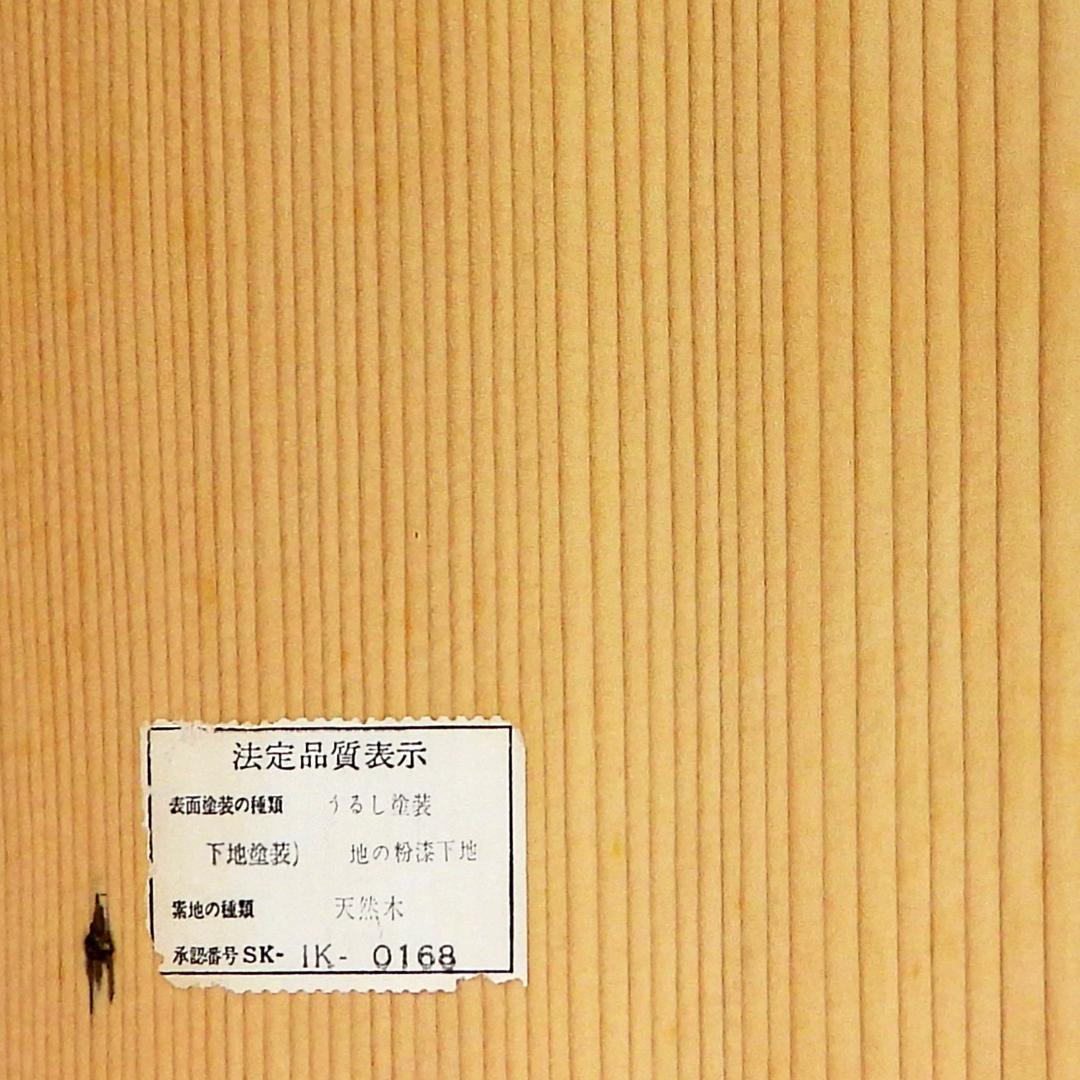 法定品質表示
表面塗装の種類 うるし塗装
下地塗装) 地の粉漆下地
素地の種類 天然木
承認番号SK- IK- 0168